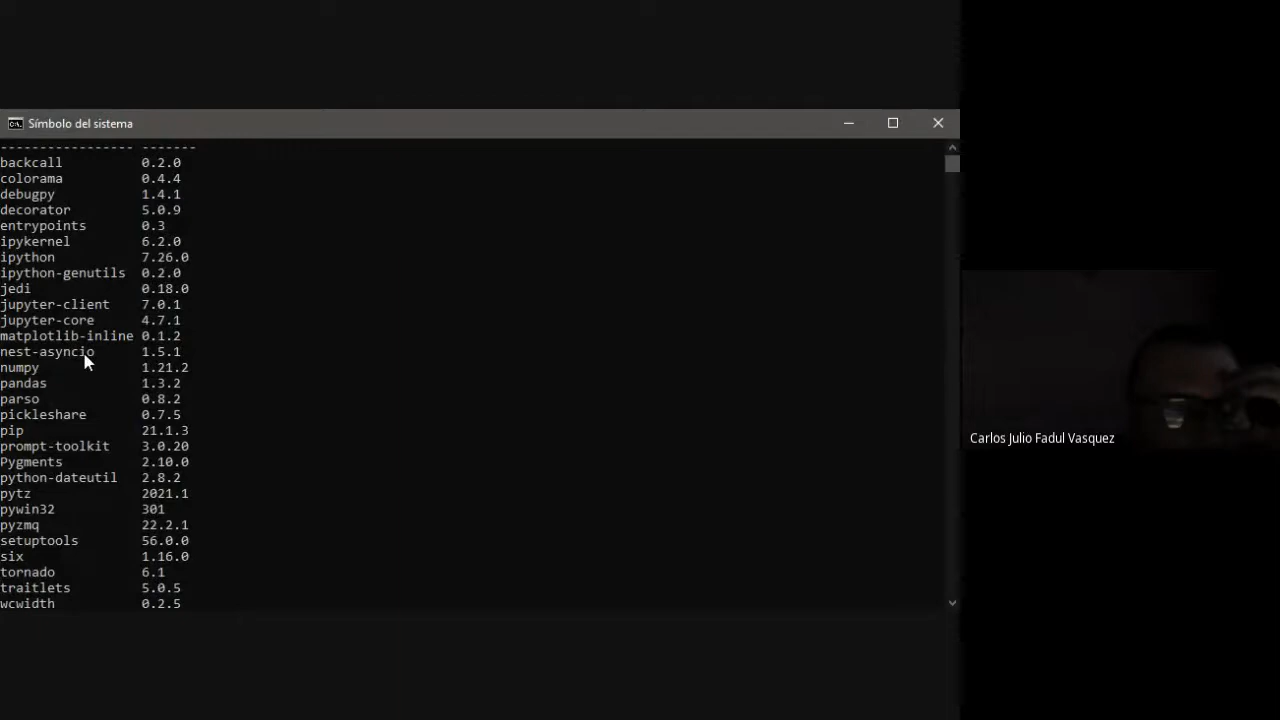 Símbolo del sistema
----------------- -------
backcall 0.2.0
colorama 0.4.4
debugpy 1.4.1
decorator 5.0.9
entrypoints 0.3
ipykernel 6.2.0
ipython 7.26.0
ipython-genutils 0.2.0
jedi 0.18.0
jupyter-client 7.0.1
jupyter-core 4.7.1
matplotlib-inline 0.1.2
nest-asyncio 1.5.1
numpy 1.21.2
pandas 1.3.2
parso 0.8.2
pickleshare 0.7.5
pip 21.1.3
prompt-toolkit 3.0.20
Pygments 2.10.0
python-dateutil 2.8.2
pytz 2021.1
pywin32 301
pyzmq 22.2.1
setuptools 56.0.0
six 1.16.0
tornado 6.1
traitlets 5.0.5
wcwidth 0.2.5
Carlos Julio Fadul Vasquez